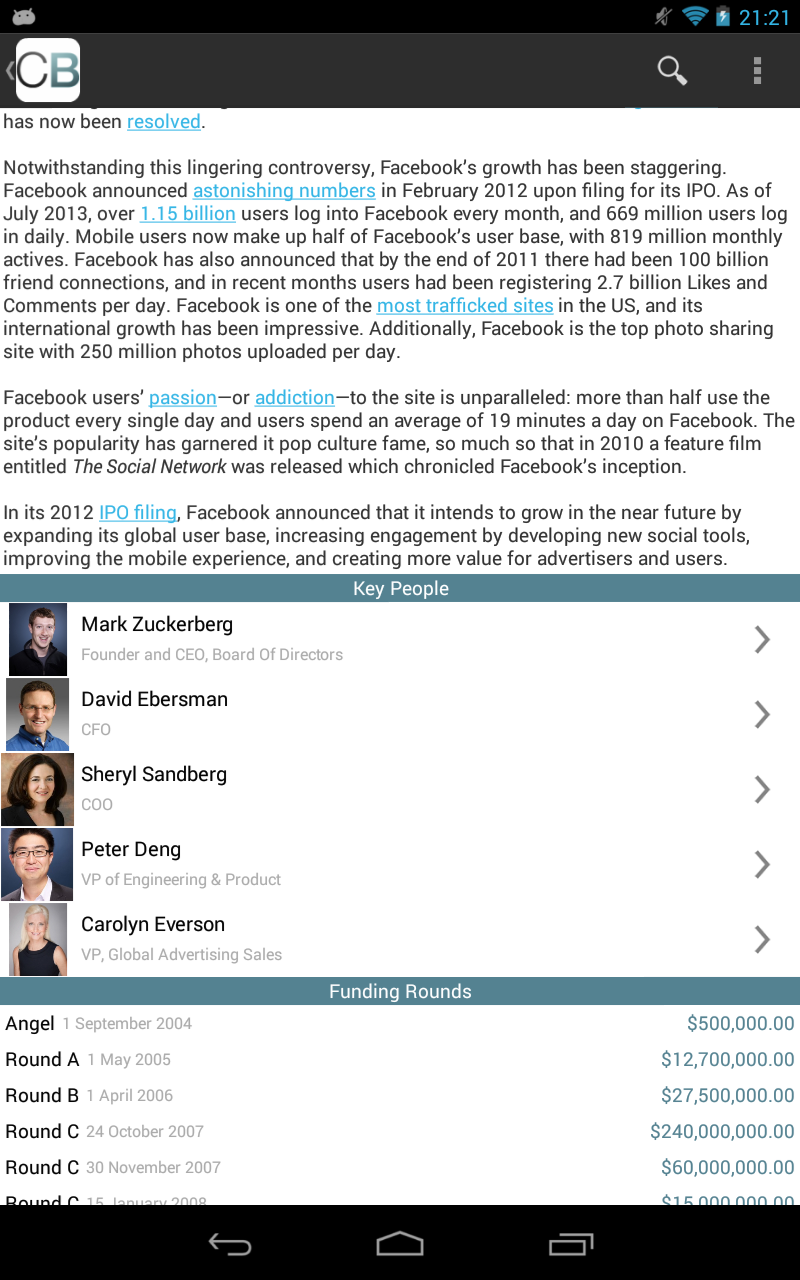 21:21
CB
has now been resolved.
Notwithstanding this lingering controversy, Facebook's growth has been staggering.
Facebook announced astonishing numbers in February 2012 upon filing for its IPO. As of
July 2013, over 1.15 billion users log into Facebook every month, and 669 million users log
in daily. Mobile users now make up half of Facebook's user base, with 819 million monthly
actives. Facebook has also announced that by the end of 2011 there had been 100 billion
friend connections, and in recent months users had been registering 2.7 billion Likes and
Comments per day. Facebook is one of the most trafficked sites in the US, and its
international growth has been impressive. Additionally, Facebook is the top photo sharing
site with 250 million photos uploaded per day.
Facebook users' passion—or addiction—to the site is unparalleled: more than half use the
product every single day and users spend an average of 19 minutes a day on Facebook. The
site's popularity has garnered it pop culture fame, so much so that in 2010 a feature film
entitled The Social Network was released which chronicled Facebook's inception.
In its 2012 IPO filing, Facebook announced that it intends to grow in the near future by
expanding its global user base, increasing engagement by developing new social tools,
improving the mobile experience, and creating more value for advertisers and users.
Key People
Mark Zuckerberg
Founder and CEO, Board Of Directors
David Ebersman
CFO
Sheryl Sandberg
COO
Peter Deng
VP of Engineering & Product
Carolyn Everson
VP, Global Advertising Sales
Funding Rounds
Angel 1 September 2004 $500,000.00
Round A 1 May 2005 $12,700,000.00
Round B 1 April 2006 $27,500,000.00
Round C 24 October 2007 $240,000,000.00
Round C 30 November 2007 $60,000,000.00
Round C 15 January 2008 $15,000,000.00